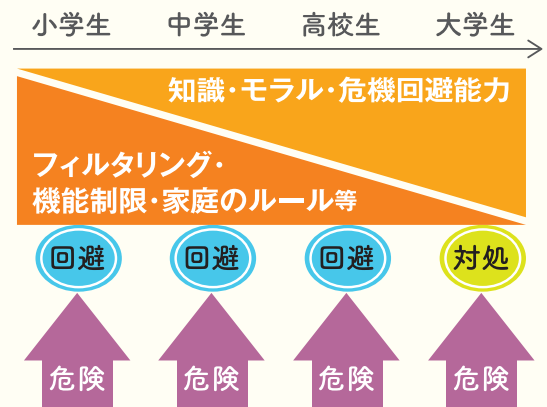 小学生 中学生 高校生 大学生
知識・モラル・危機回避能力
フィルタリング・
機能制限・家庭のルール等
回避 回避 回避 対処
危険 危険 危険 危険